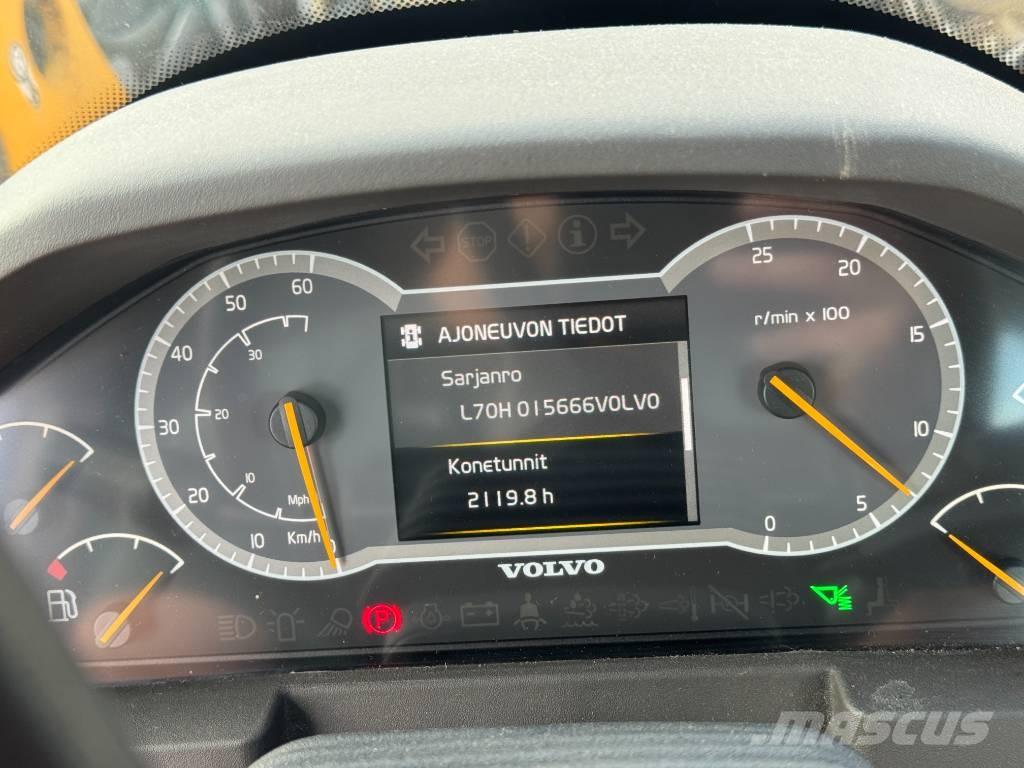 STOP
AJONEUVON TIEDOT
Sarjanro
L70H 015666VOLVO
Konetunnit
2119.8 h
60
50
40
30
20
10
0
30
20
10
Mph
Km/h
25
20
15
10
5
0
r/min x 100
VOLVO
P
MASCUS